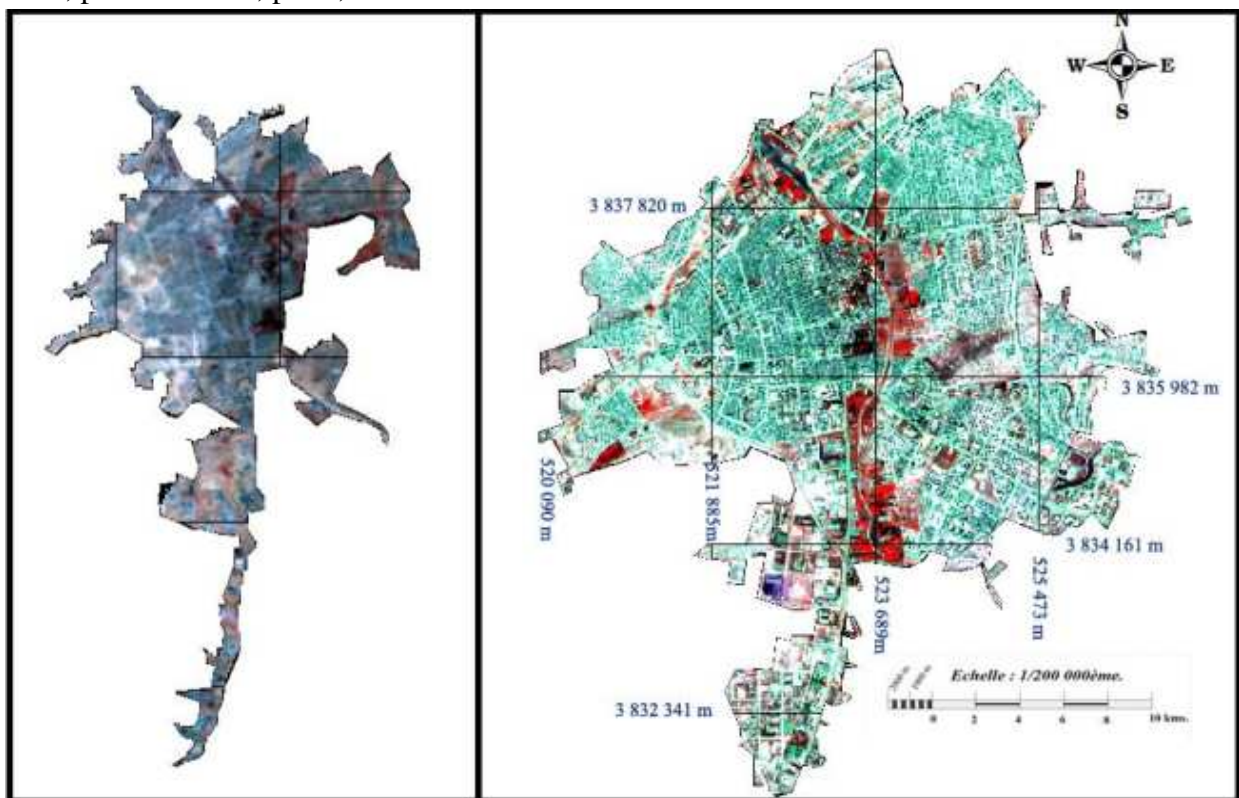 N
W E
S
3 837 820 m
3 835 982 m
520 090 m
521 885m
3 834 161 m
523 689m
525 473 m
Echelle : 1/200 000ème.
0 2 4 6 8 10 kms.
3 832 341 m